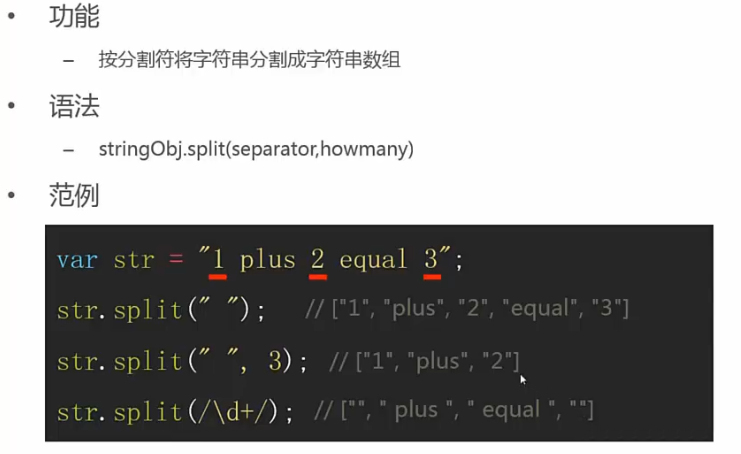 • 功能
– 按分割符将字符串分割成字符串数组
• 语法
– stringObj.split(separator,howmany)
• 范例
var str = "1 plus 2 equal 3";
str.split(" "); // ["1", "plus", "2", "equal", "3"]
str.split(" ", 3); // ["1", "plus", "2"]
str.split(/\d+/); // ["", " plus ", " equal ", ""]